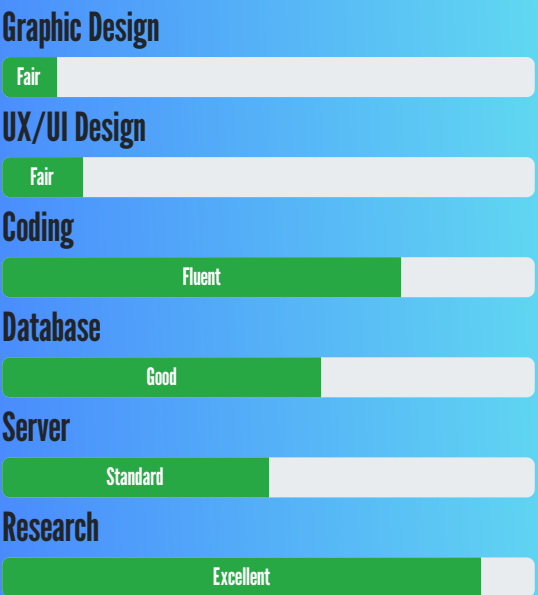 Graphic Design
Fair
UX/UI Design
Fair
Coding
Fluent
Database
Good
Server
Standard
Research
Excellent